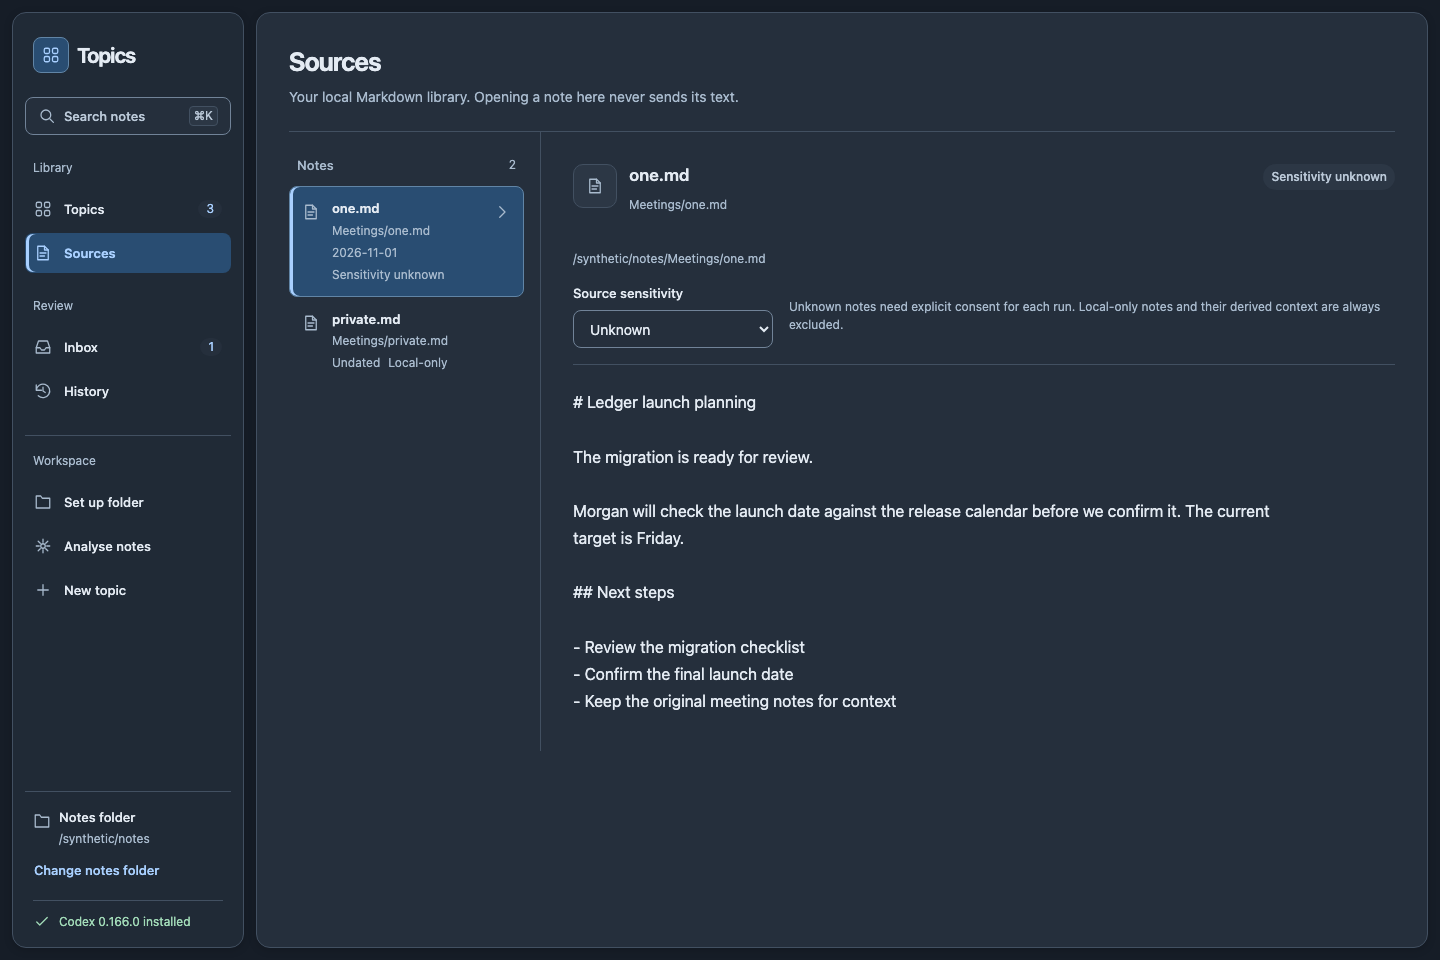 Topics
Search notes ⌘K
Library
Topics 3
Sources
Review
Inbox 1
History
Workspace
Set up folder
Analyse notes
New topic
Notes folder
/synthetic/notes
Change notes folder
Codex 0.166.0 installed
Sources
Your local Markdown library. Opening a note here never sends its text.
Notes 2
one.md
Meetings/one.md
2026-11-01
Sensitivity unknown
private.md
Meetings/private.md
Undated Local-only
one.md
Sensitivity unknown
Meetings/one.md
/synthetic/notes/Meetings/one.md
Source sensitivity
Unknown
Unknown notes need explicit consent for each run. Local-only notes and their derived context are always
excluded.
# Ledger launch planning
The migration is ready for review.
Morgan will check the launch date against the release calendar before we confirm it. The current
target is Friday.
## Next steps
- Review the migration checklist
- Confirm the final launch date
- Keep the original meeting notes for context